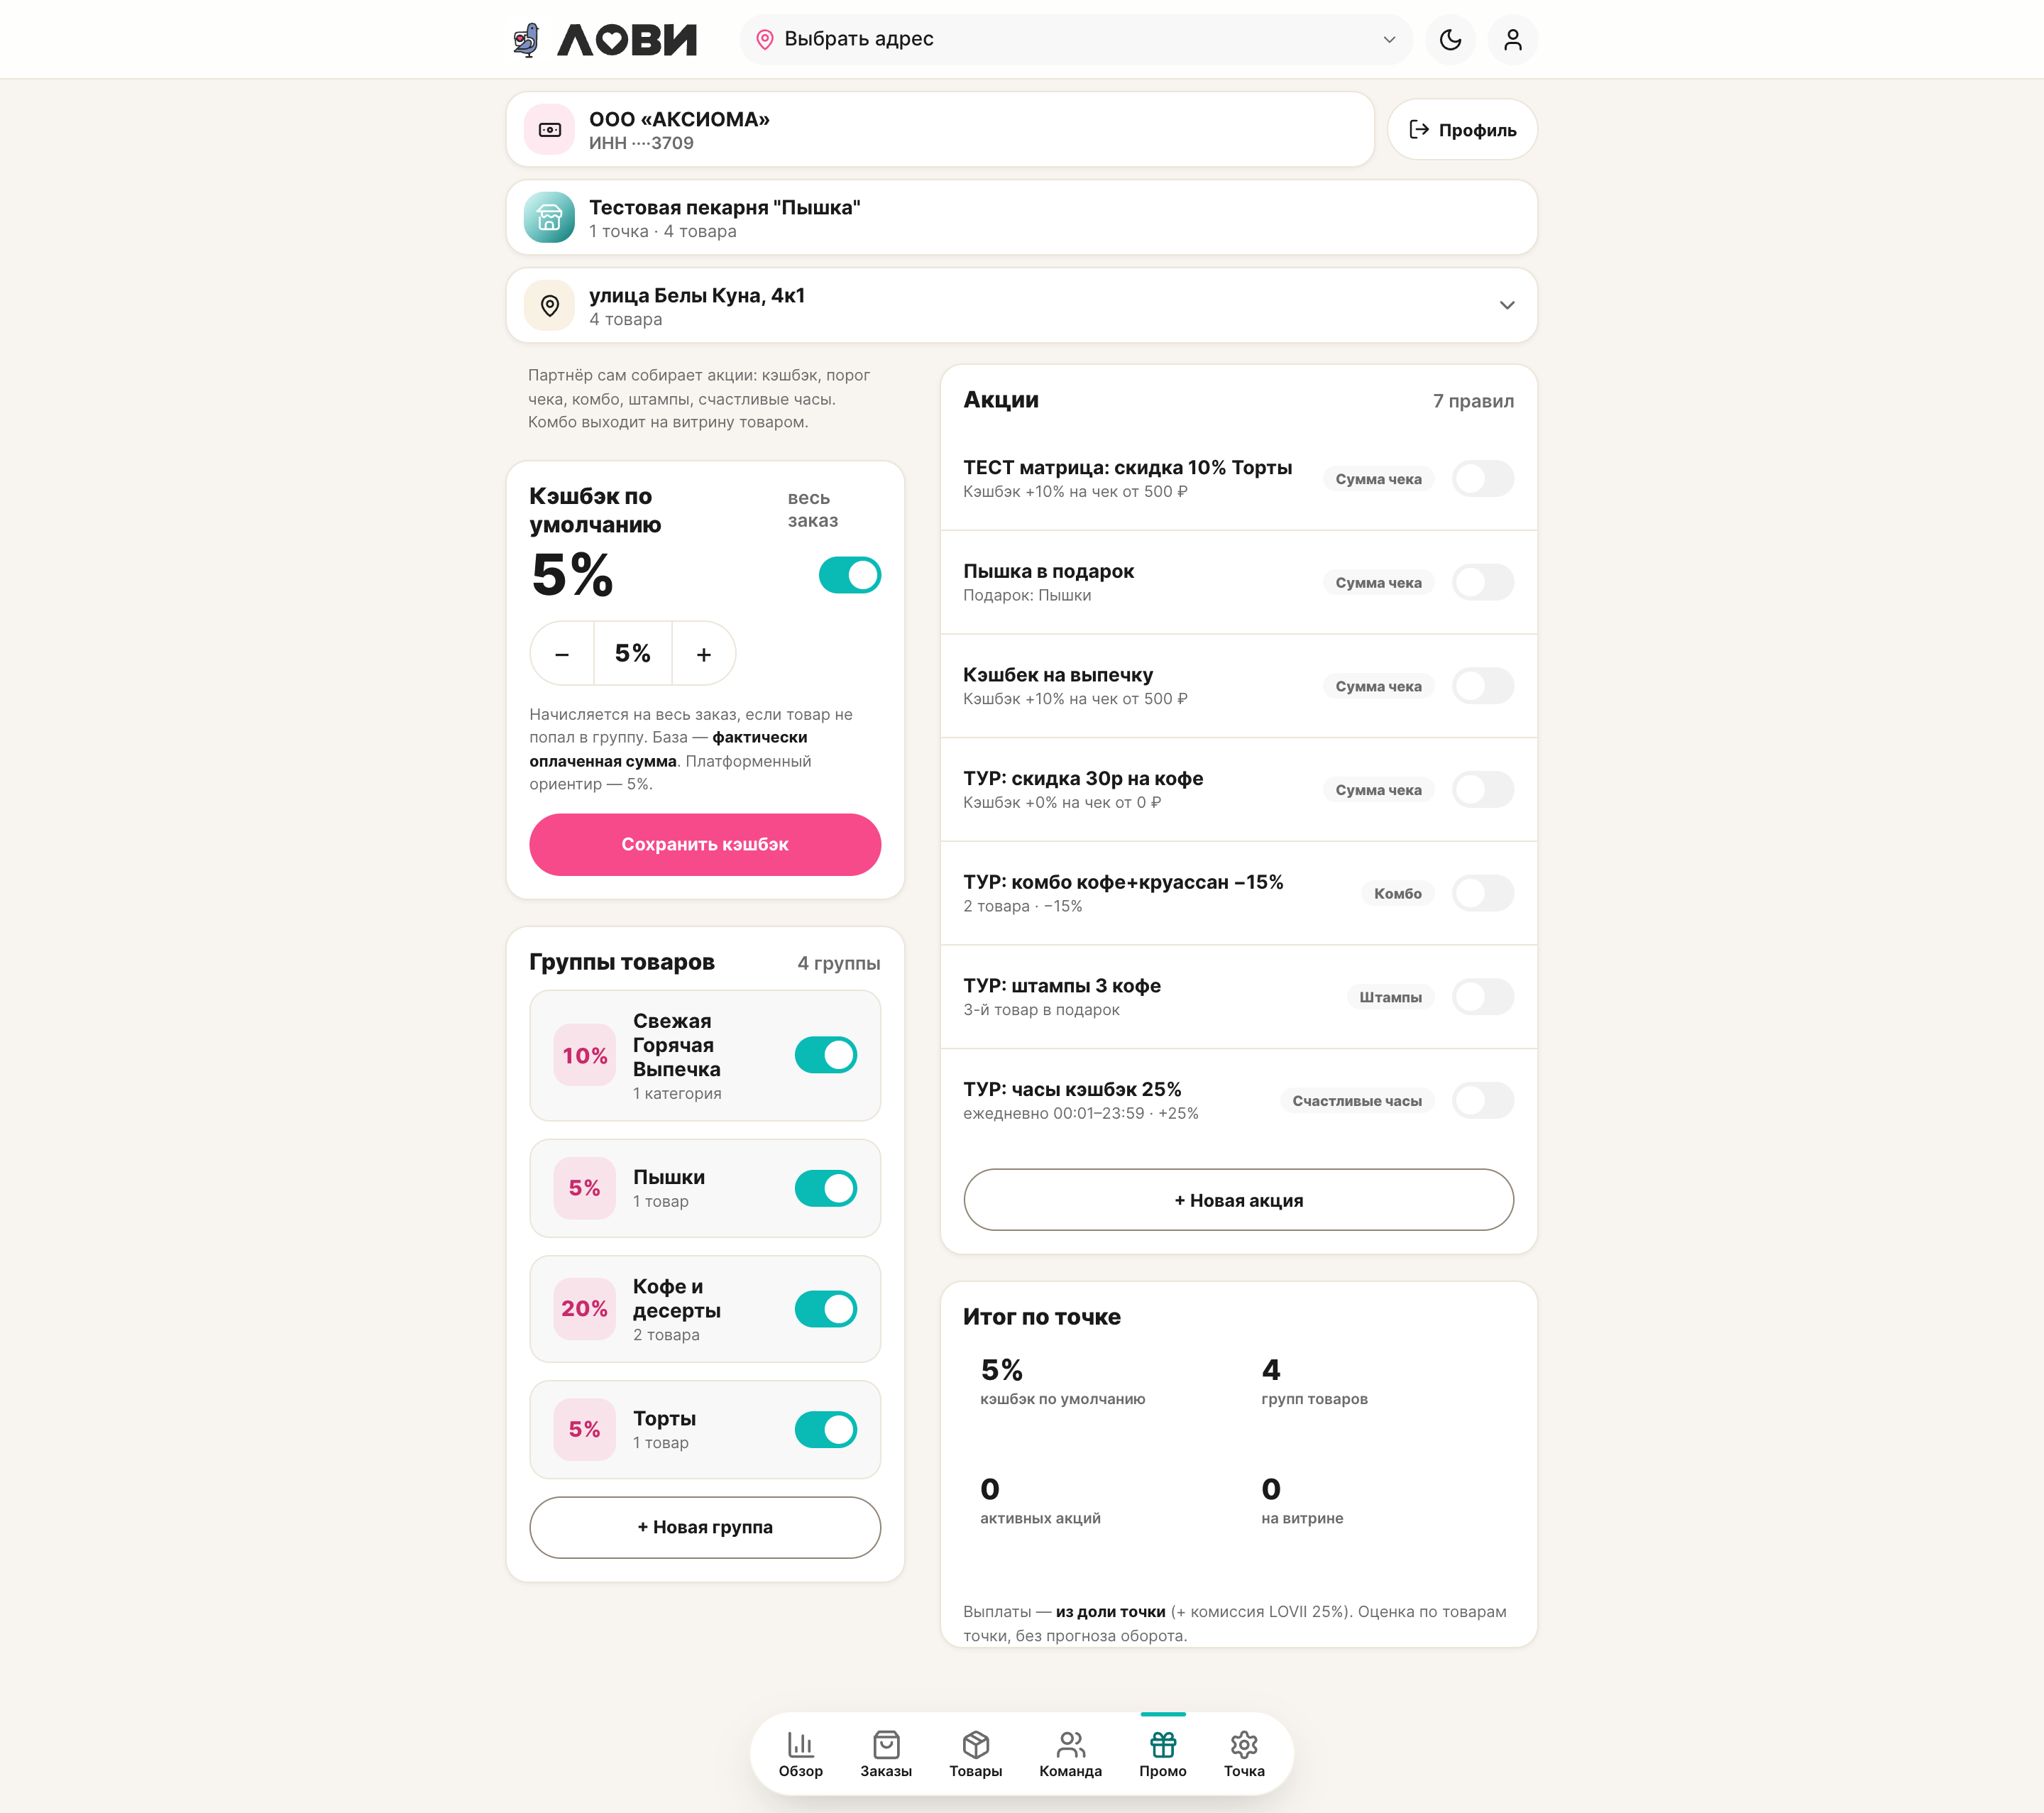 ЛОВИ
Выбрать адрес
ООО «АКСИОМА»
ИНН ····3709
Профиль
Тестовая пекарня "Пышка"
1 точка · 4 товара
улица Белы Куна, 4к1
4 товара
Партнёр сам собирает акции: кэшбэк, порог
чека, комбо, штампы, счастливые часы.
Комбо выходит на витрину товаром.
Кэшбэк по
умолчанию
весь
заказ
5%
–
5%
+
Начисляется на весь заказ, если товар не
попал в группу. База — фактически
оплаченная сумма. Платформенный
ориентир — 5%.
Сохранить кэшбэк
Группы товаров
4 группы
10%
Свежая
Горячая
Выпечка
1 категория
5%
Пышки
1 товар
20%
Кофе и
десерты
2 товара
5%
Торты
1 товар
+ Новая группа
Акции
7 правил
ТЕСТ матрица: скидка 10% Торты
Кэшбэк +10% на чек от 500 ₽
Сумма чека
Пышка в подарок
Подарок: Пышки
Сумма чека
Кэшбек на выпечку
Кэшбэк +10% на чек от 500 ₽
Сумма чека
ТУР: скидка 30р на кофе
Кэшбэк +0% на чек от 0 ₽
Сумма чека
ТУР: комбо кофе+круассан −15%
2 товара · −15%
Комбо
ТУР: штампы 3 кофе
3-й товар в подарок
Штампы
ТУР: часы кэшбэк 25%
ежедневно 00:01–23:59 · +25%
Счастливые часы
+ Новая акция
Итог по точке
5%
кэшбэк по умолчанию
4
групп товаров
0
активных акций
0
на витрине
Выплаты — из доли точки (+ комиссия LOVII 25%). Оценка по товарам
точки, без прогноза оборота.
Обзор
Заказы
Товары
Команда
Промо
Точка